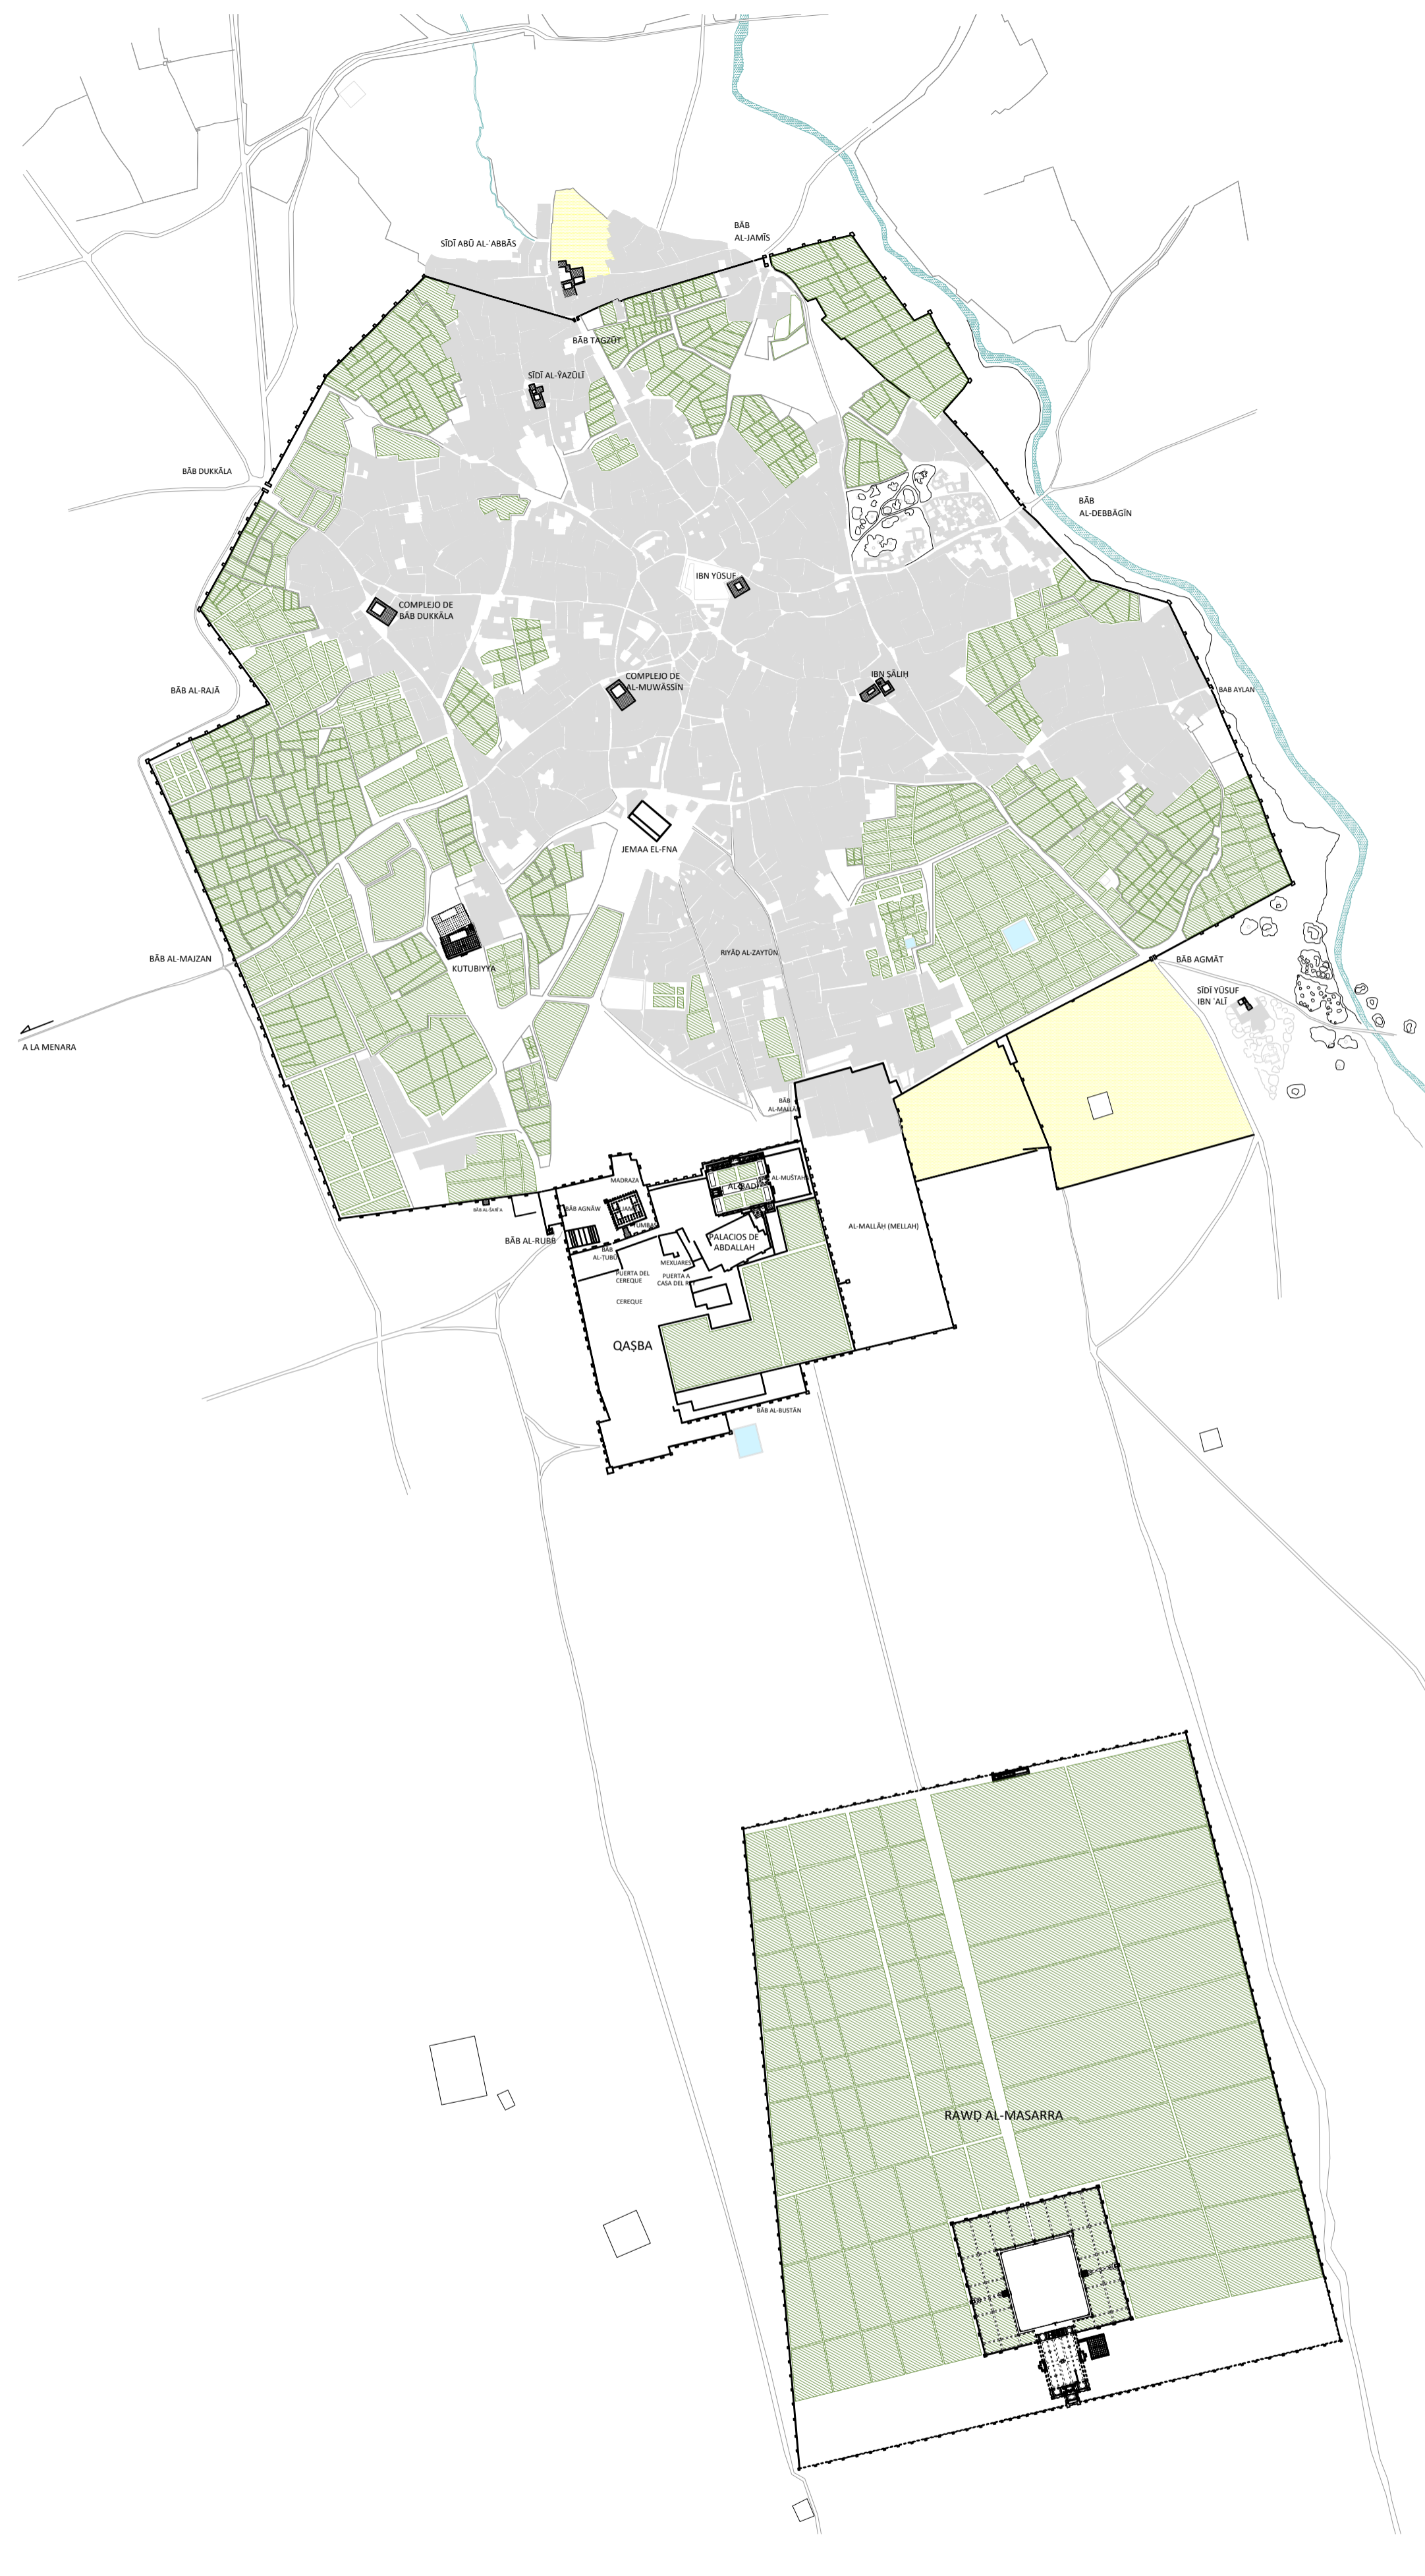 BĀB
AL-JAMĪS
SĪDĪ ABŪ AL-ʿABBĀS
BĀB TAGZŪT
SĪDĪ AL-ŶAZŪLĪ
BĀB DUKKĀLA
BĀB
AL-DEBBĀGĪN
IBN YŪSUF
COMPLEJO DE
BĀB DUKKĀLA
IBN ṢĀLIḤ
COMPLEJO DE
AL-MUWĀSSĪN
BĀB AL-RAJĀ
BAB AYLAN
JEMAA EL-FNA
RIYĀḌ AL-ZAYTŪN
BĀB AL-MAJZAN
KUTUBIYYA
BĀB AGMĀT
SĪDĪ YŪSUF
IBN ʿALĪ
A LA MENARA
BĀB
MADRAZA
BĀB AGNĀW
BĀB AL-RUBB
BĀB
PALACIOS DE
ABDALLAH
AL-MALLĀḤ (MELLAH)
MEXUARES
PUERTA DEL
CEREQUE
PUERTA A
CEREQUE
QAṢBA
BĀB AL-BUSTĀN
RAWḌ AL-MASARRA